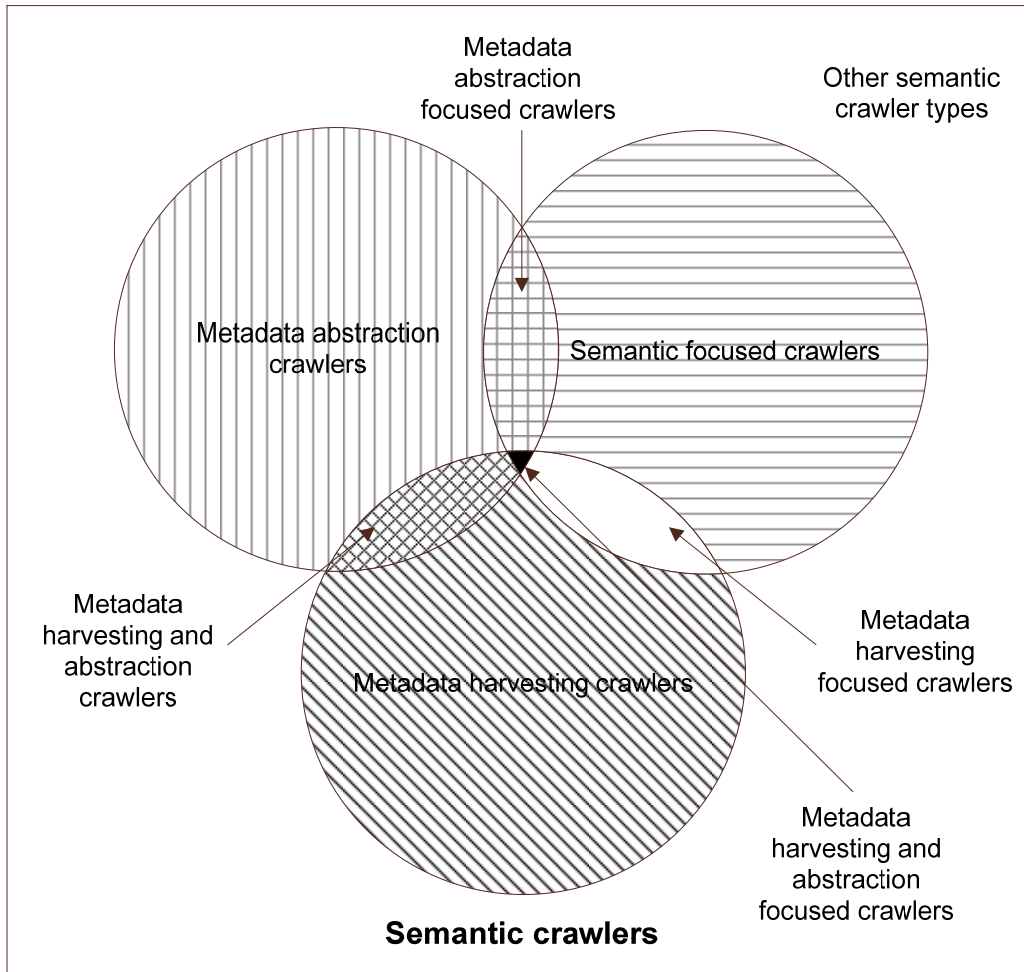 Metadata
abstraction
focused crawlers
Other semantic
crawler types
Metadada abstraction
crawlers
Semantic focused crawlers
Metadata
harvesting and
abstraction
crawlers
Metadata harvesting crawlers
Metadata
harvesting
focused crawlers
Metadata
harvesting and
abstraction
focused crawlers
Semantic crawlers